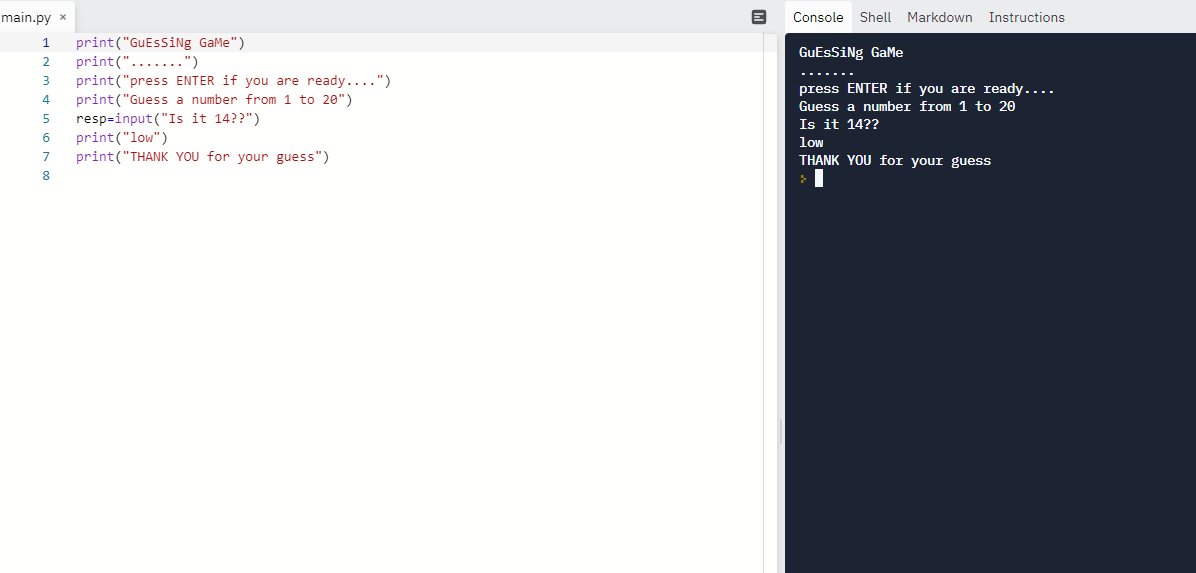 main.py ×
1 print("GuEsSiNg GaMe")
2 print(".......")
3 print("press ENTER if you are ready....")
4 print("Guess a number from 1 to 20")
5 resp=input("Is it 14??")
6 print("low")
7 print("THANK YOU for your guess")
8
Console Shell Markdown Instructions
GuEsSiNg GaMe
.......
press ENTER if you are ready....
Guess a number from 1 to 20
Is it 14??
low
THANK YOU for your guess